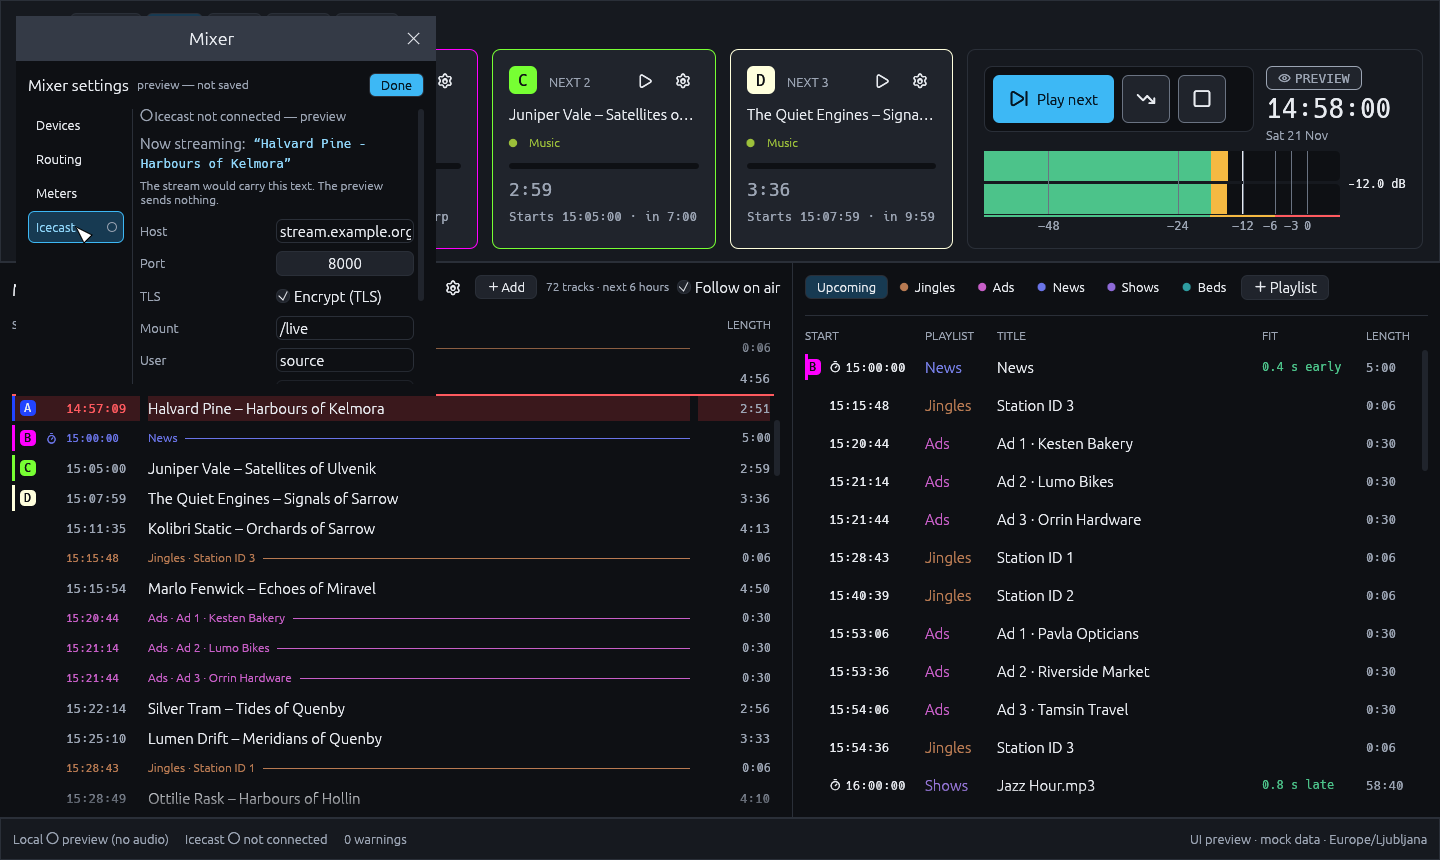 Mixer
Mixer settings preview — not saved Done
Devices
Routing
Meters
Icecast
Icecast not connected — preview
Now streaming: “Halvard Pine -
Harbours of Kelmora”
The stream would carry this text. The preview
sends nothing.
Host stream.example.org
Port 8000
TLS Encrypt (TLS)
Mount /live
User source
C NEXT 2
Juniper Vale – Satellites o…
Music
2:59
Starts 15:05:00 · in 7:00
D NEXT 3
The Quiet Engines – Signa…
Music
3:36
Starts 15:07:59 · in 9:59
Play next
PREVIEW
14:58:00
Sat 21 Nov
-12.0 dB
-48 -24 -12 -6 -3 0
+ Add 72 tracks · next 6 hours Follow on air
LENGTH
0:06
4:56
A 14:57:09 Halvard Pine – Harbours of Kelmora 2:51
B 15:00:00 News 5:00
C 15:05:00 Juniper Vale – Satellites of Ulvenik 2:59
D 15:07:59 The Quiet Engines – Signals of Sarrow 3:36
15:11:35 Kolibri Static – Orchards of Sarrow 4:13
15:15:48 Jingles · Station ID 3 0:06
15:15:54 Marlo Fenwick – Echoes of Miravel 4:50
15:20:44 Ads · Ad 1 · Kesten Bakery 0:30
15:21:14 Ads · Ad 2 · Lumo Bikes 0:30
15:21:44 Ads · Ad 3 · Orrin Hardware 0:30
15:22:14 Silver Tram – Tides of Quenby 2:56
15:25:10 Lumen Drift – Meridians of Quenby 3:33
15:28:43 Jingles · Station ID 1 0:06
15:28:49 Ottilie Rask – Harbours of Hollin 4:10
Upcoming Jingles Ads News Shows Beds + Playlist
START PLAYLIST TITLE FIT LENGTH
B 15:00:00 News News 0.4 s early 5:00
15:15:48 Jingles Station ID 3 0:06
15:20:44 Ads Ad 1 · Kesten Bakery 0:30
15:21:14 Ads Ad 2 · Lumo Bikes 0:30
15:21:44 Ads Ad 3 · Orrin Hardware 0:30
15:28:43 Jingles Station ID 1 0:06
15:40:39 Jingles Station ID 2 0:06
15:53:06 Ads Ad 1 · Pavla Opticians 0:30
15:53:36 Ads Ad 2 · Riverside Market 0:30
15:54:06 Ads Ad 3 · Tamsin Travel 0:30
15:54:36 Jingles Station ID 3 0:06
16:00:00 Shows Jazz Hour.mp3 0.8 s late 58:40
Local preview (no audio) Icecast not connected 0 warnings
UI preview · mock data · Europe/Ljubljana